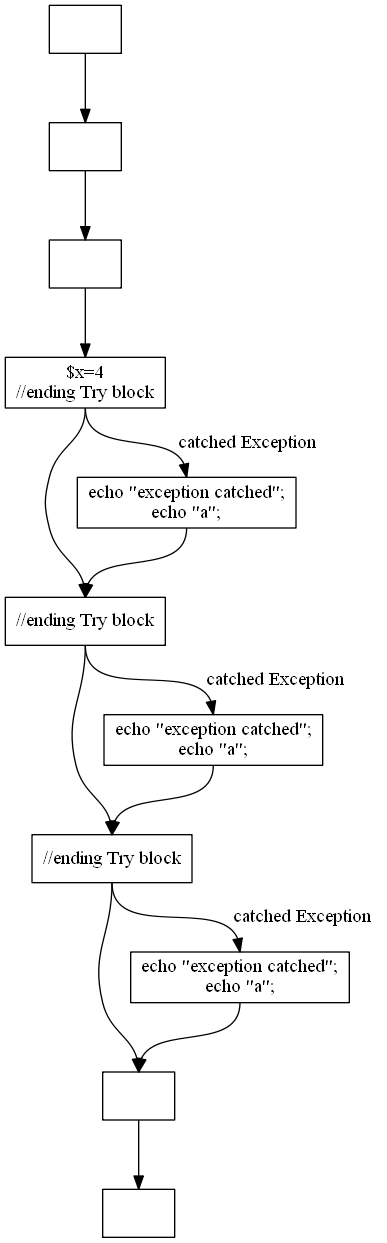 $x=4
//ending Try block
catched Exception
echo "exception catched";
echo "a";
//ending Try block
catched Exception
echo "exception catched";
echo "a";
//ending Try block
catched Exception
echo "exception catched";
echo "a";